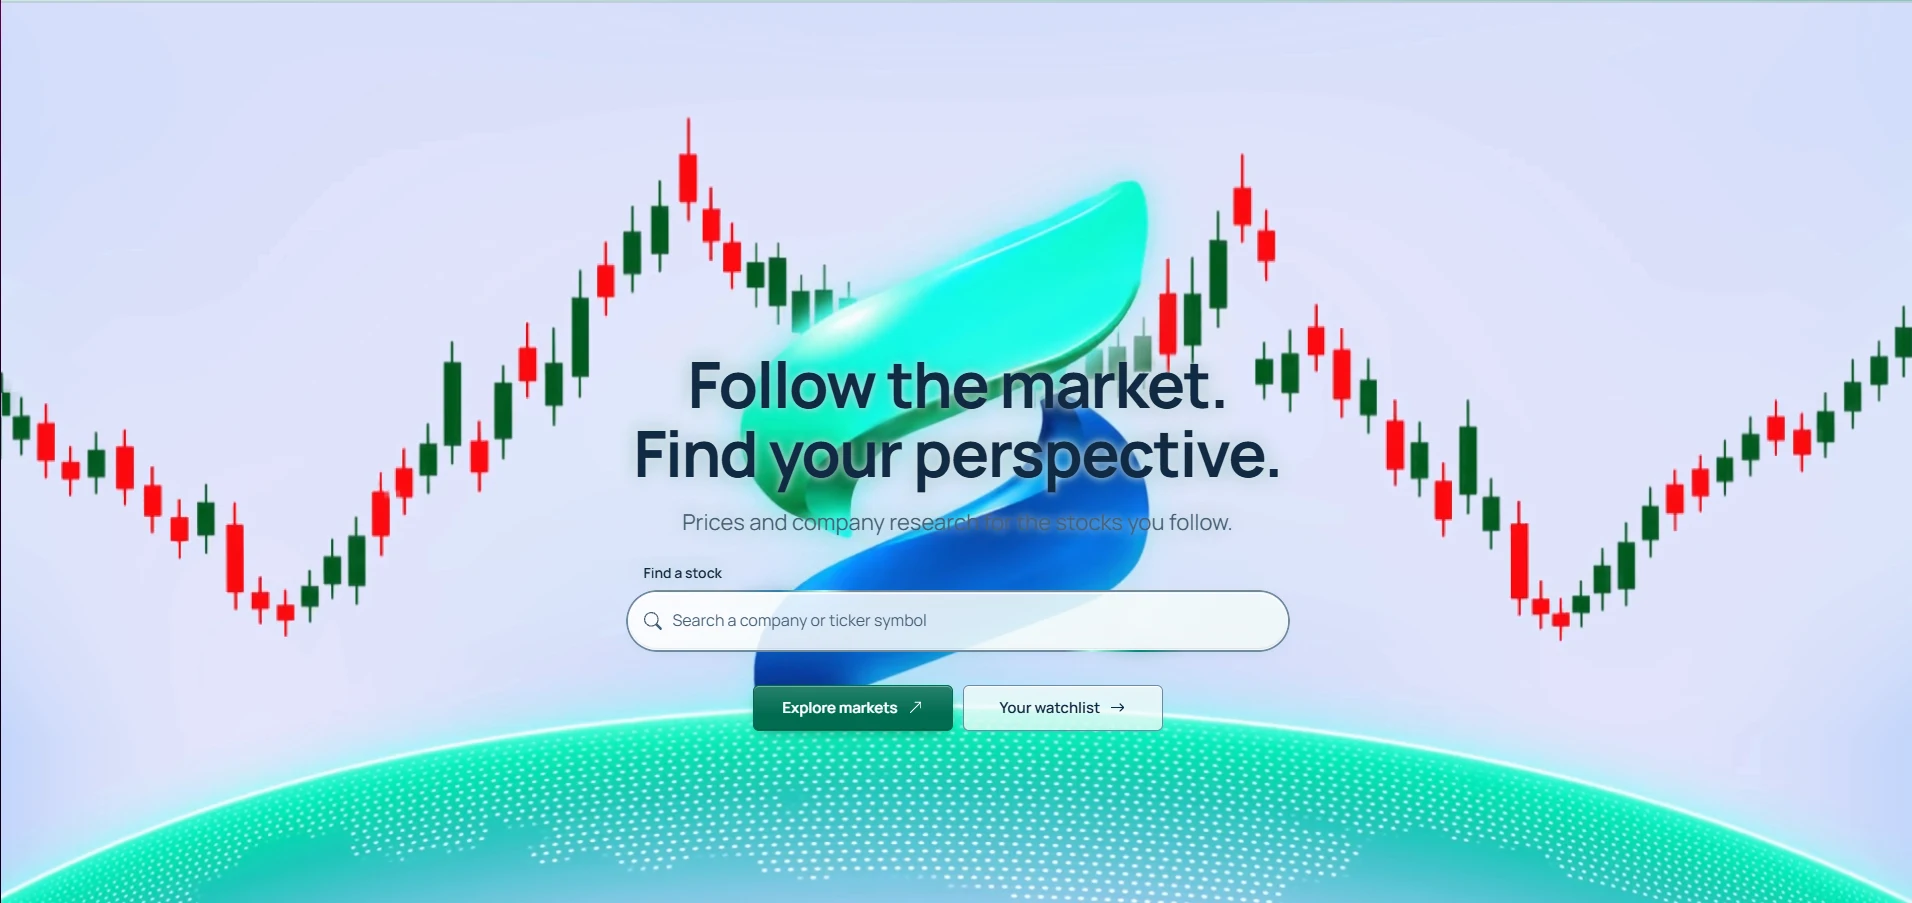 Follow the market.
Find your perspective.
Prices and company research for the stocks you follow.
Find a stock
Search a company or ticker symbol
Explore markets
Your watchlist